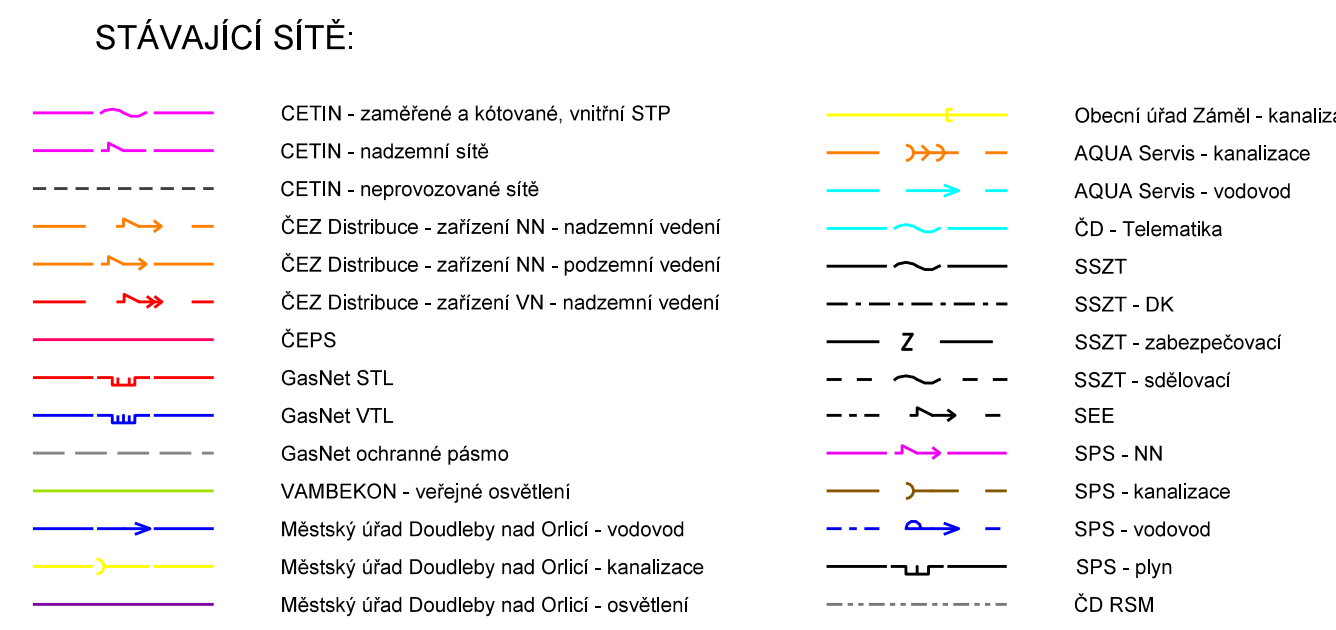 STÁVAJÍCÍ SÍTĚ:
CETIN - zaměřené a kótované, vnitřní STP
CETIN - nadzemní sítě
CETIN - neprovozované sítě
ČEZ Distribuce - zařízení NN - nadzemní vedení
ČEZ Distribuce - zařízení NN - podzemní vedení
ČEZ Distribuce - zařízení VN - nadzemní vedení
ČEPS
GasNet STL
GasNet VTL
GasNet ochranné pásmo
VAMBEKON - veřejné osvětlení
Městský úřad Doudleby nad Orlicí - vodovod
Městský úřad Doudleby nad Orlicí - kanalizace
Městský úřad Doudleby nad Orlicí - osvětlení
Obecní úřad Záměl -
AQUA Servis - kanalizace
AQUA Servis - vodovod
ČD - Telematika
SSZT
SSZT - DK
Z
SSZT - zabezpečovací
SSZT - sdělovací
SEE
SPS - NN
SPS - kanalizace
SPS - vodovod
SPS - plyn
ČD RSM